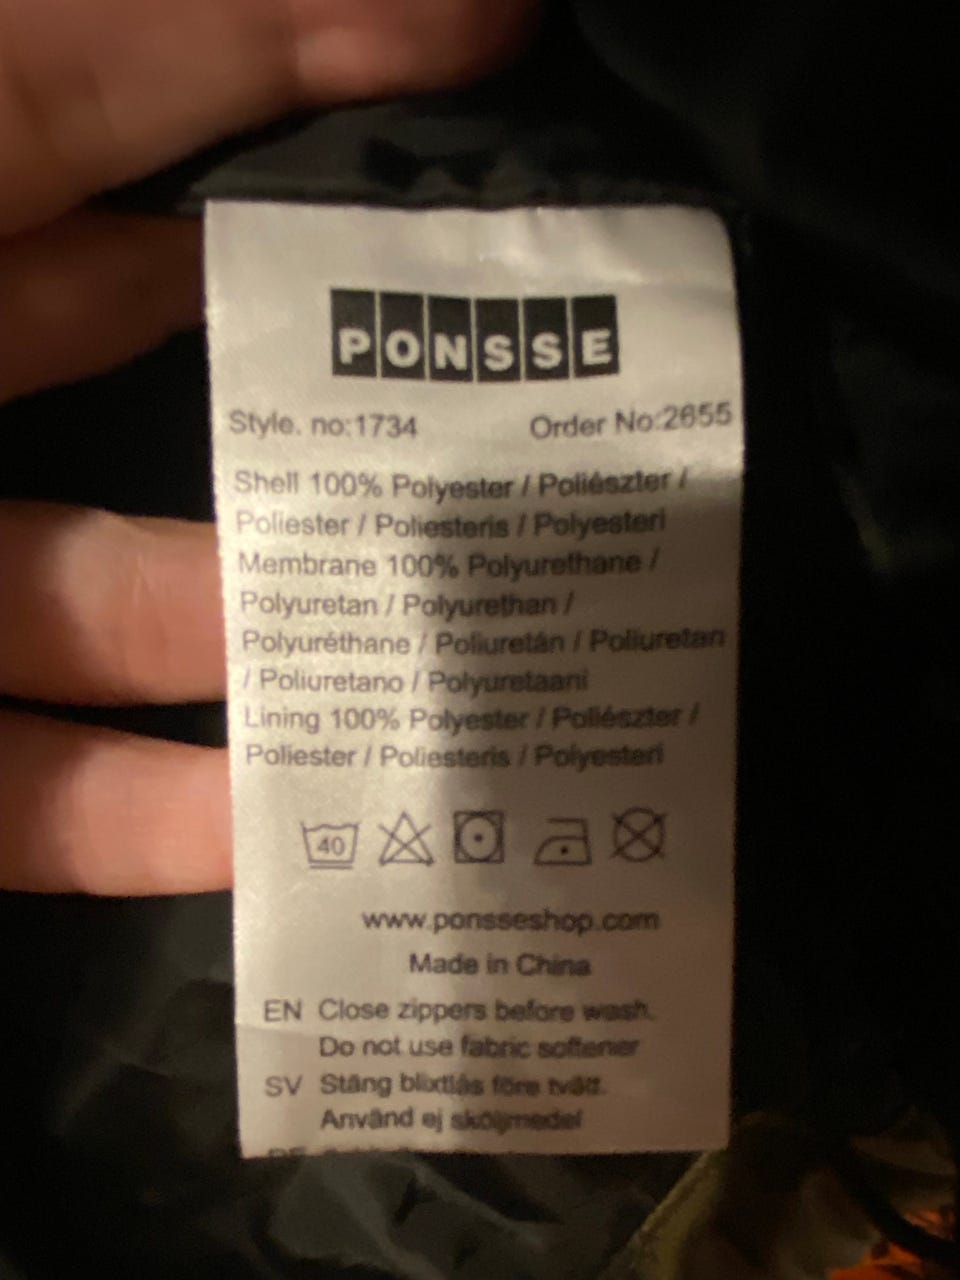 PONSSE
Style. no:1734 Order No:2655
Shell 100% Polyester / Poliészter /
Poliester / Poliesteris / Polyesteri
Membrane 100% Polyurethane /
Polyuretan / Polyurethan /
Polyuréthane / Poliuretán / Poliuretan
/ Poliuretano / Polyuretaani
Lining 100% Polyester / Poliészter /
Poliester / Poliesteris / Polyesteri
40
www.ponsseshop.com
Made in China
EN Close zippers before wash.
Do not use fabric softener
SV Stäng blixtlås före tvätt.
Använd ej sköljmedel